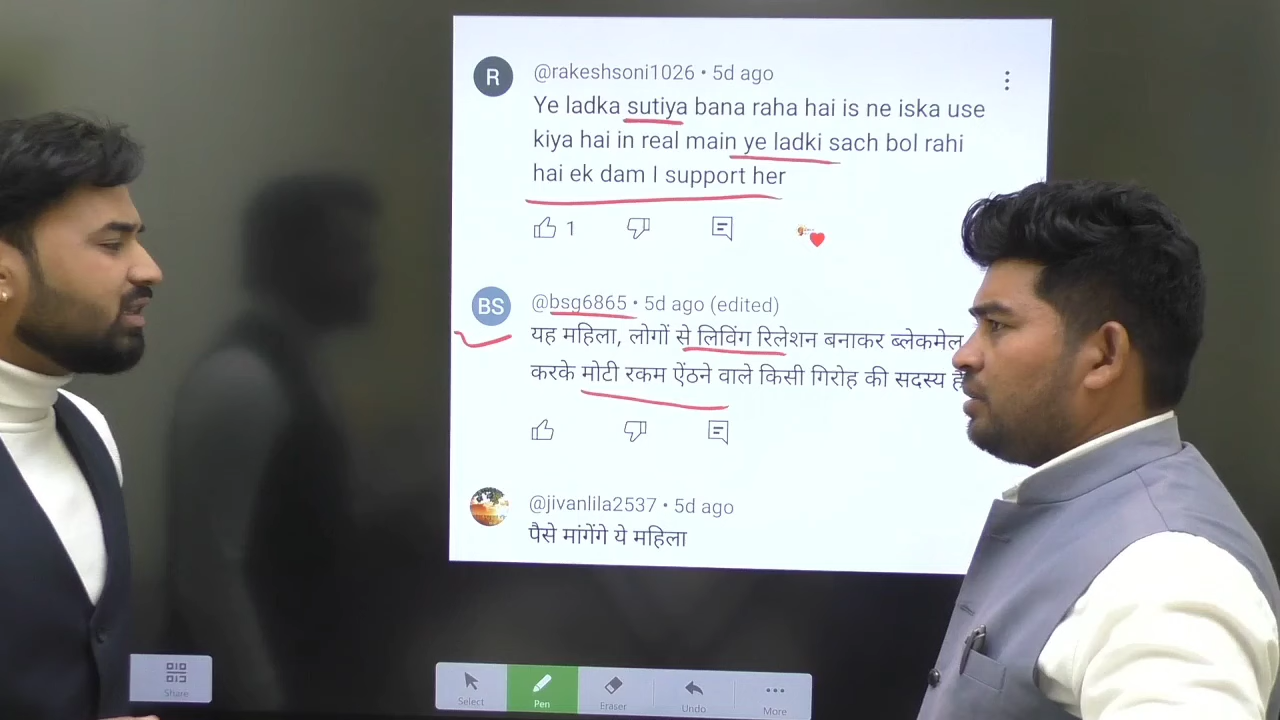 R
@rakeshsoni1026 • 5d ago
Ye ladka sutiya bana raha hai is ne iska use
kiya hai in real main ye ladki sach bol rahi
hai ek dam I support her
1
BS
@bsg6865 • 5d ago (edited)
यह महिला, लोगों से लिविंग रिलेशन बनाकर ब्लेकमेल
करके मोटी रकम ऐंठने वाले किसी गिरोह की सदस्य
@jivanlila2537 • 5d ago
पैसे मांगेंगे ये महिला
Share
Select
Pen
Eraser
Undo
More